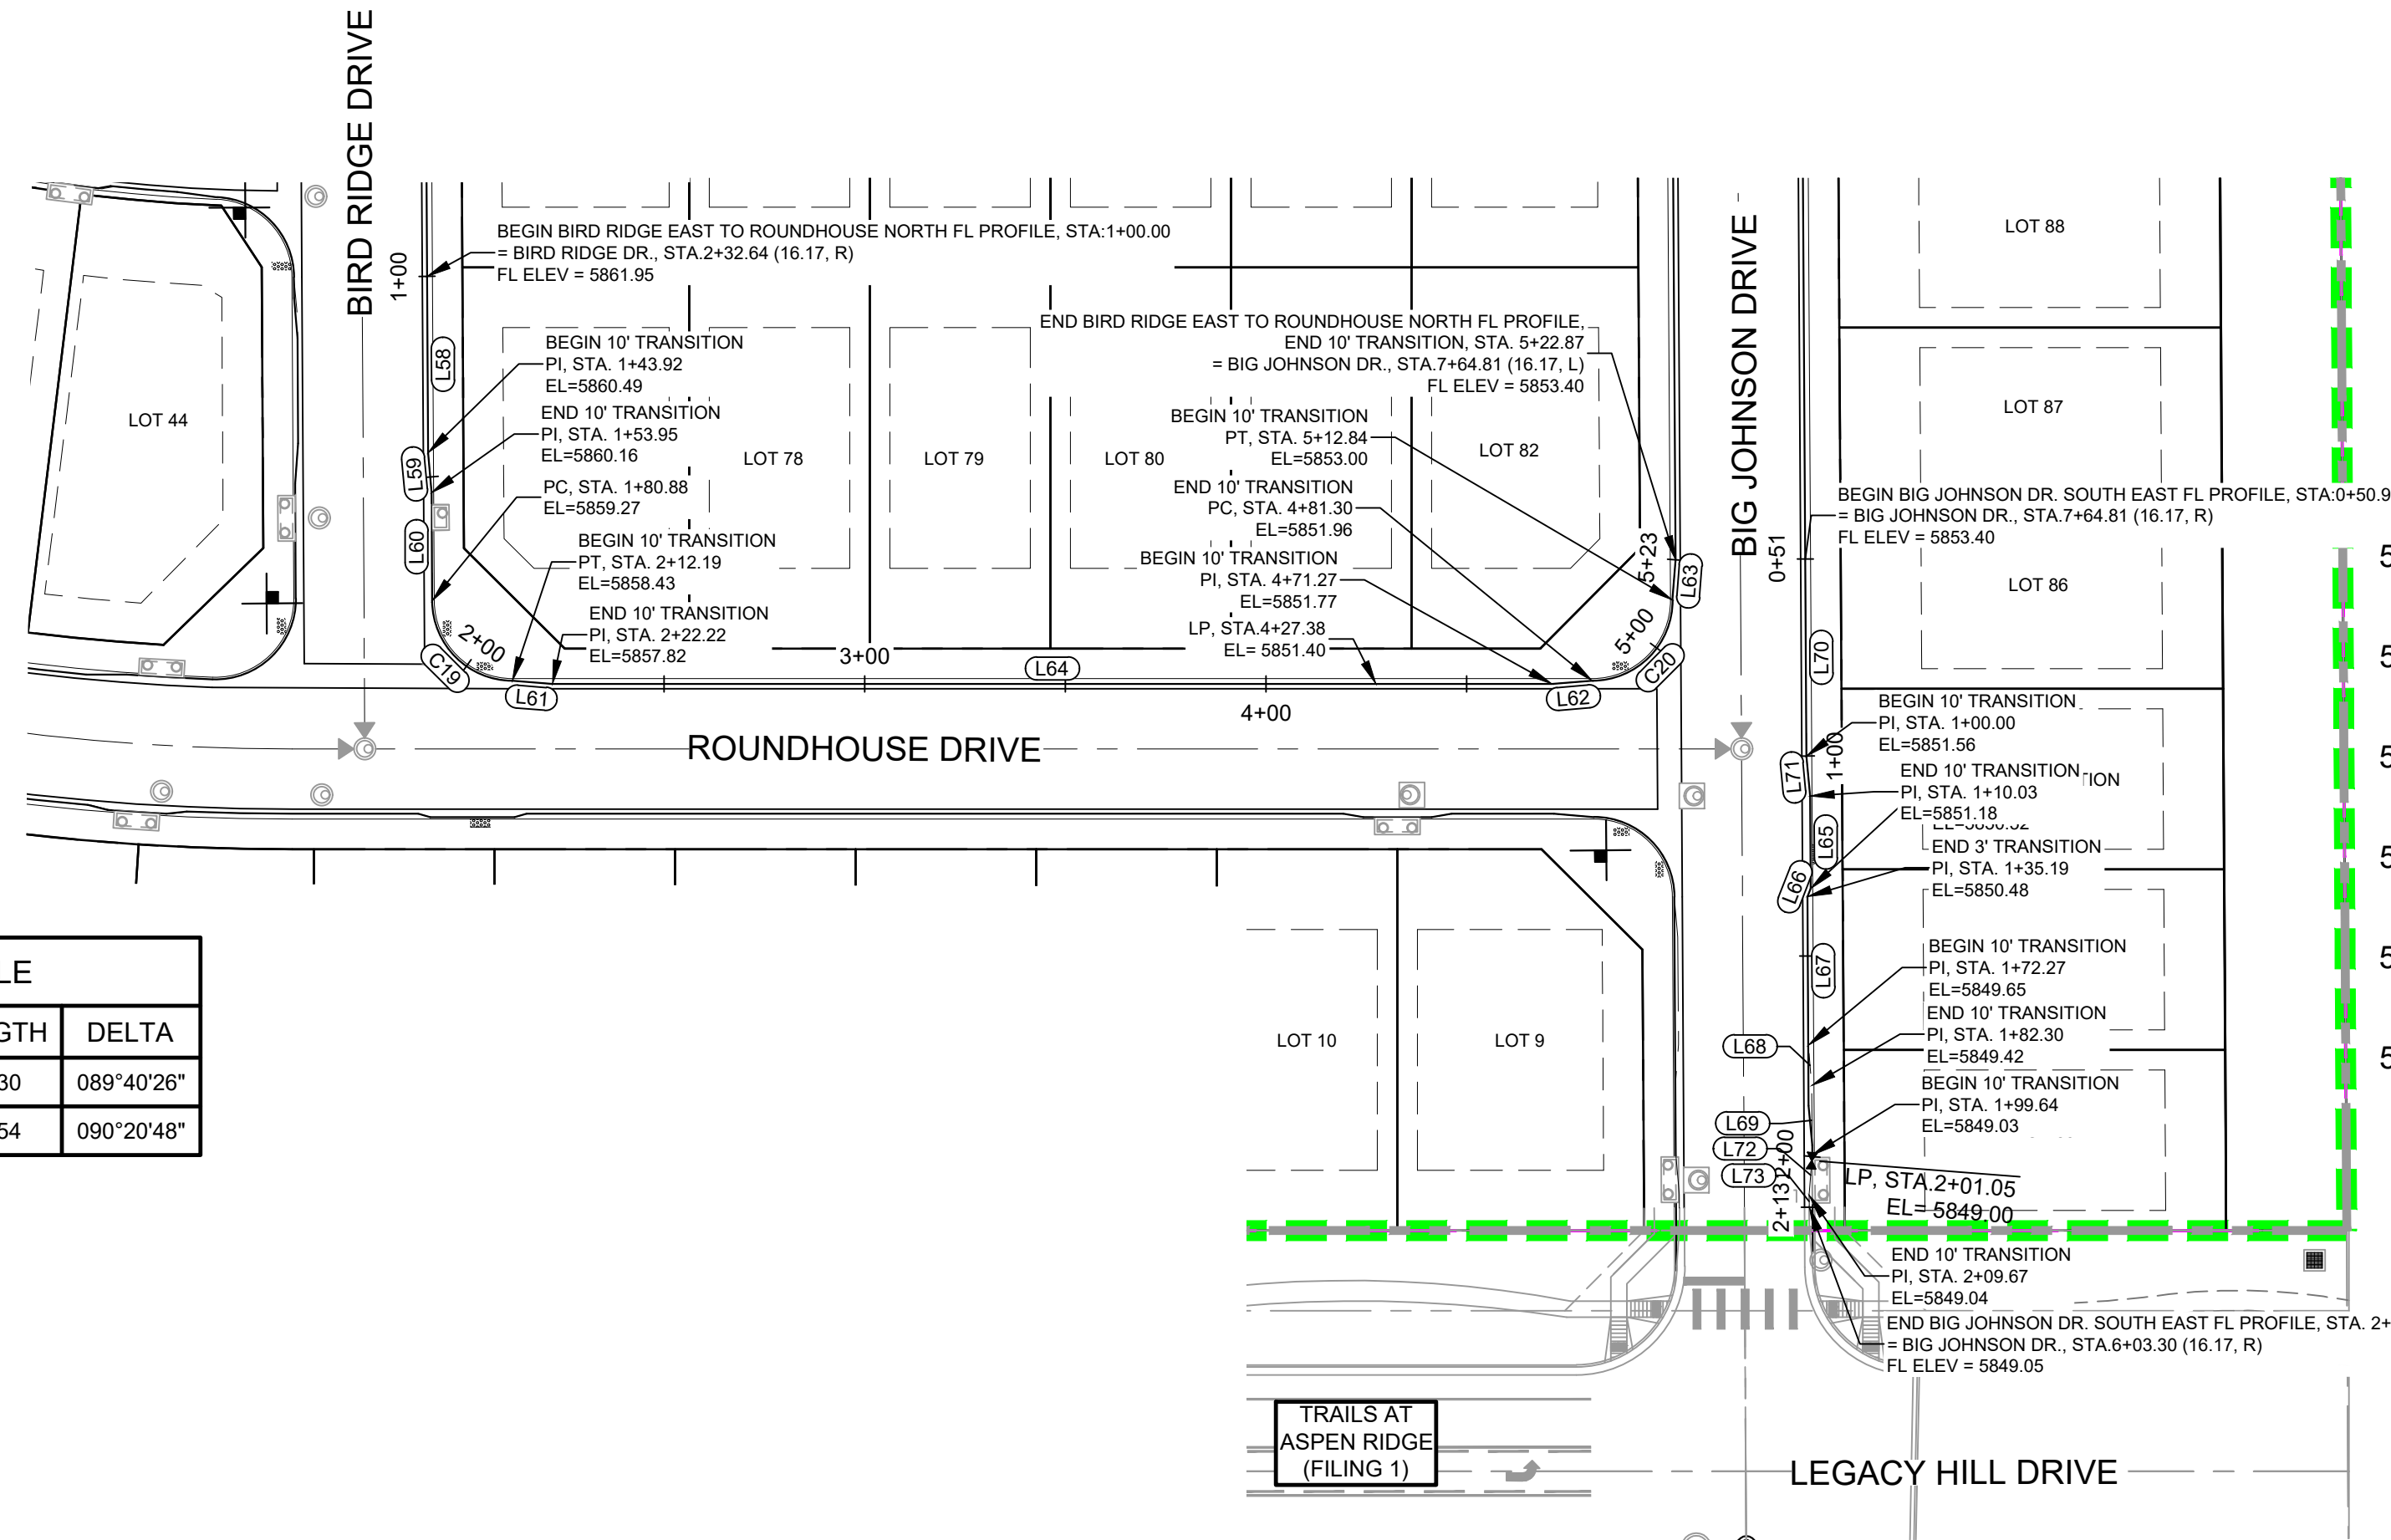 BIRD RIDGE DRIVE
BEGIN BIRD RIDGE EAST TO ROUNDHOUSE NORTH FL PROFILE, STA:1+00.00
= BIRD RIDGE DR., STA.2+32.64 (16.17, R)
FL ELEV = 5861.95
1+00
L58
BEGIN 10' TRANSITION
PI, STA. 1+43.92
EL=5860.49
END 10' TRANSITION
PI, STA. 1+53.95
EL=5860.16
L59
PC, STA. 1+80.88
EL=5859.27
L60
BEGIN 10' TRANSITION
PT, STA. 2+12.19
EL=5858.43
END 10' TRANSITION
PI, STA. 2+22.22
EL=5857.82
2+00
C19
L61
LOT 44
LOT 78
LOT 79
LOT 80
LOT 82
END BIRD RIDGE EAST TO ROUNDHOUSE NORTH FL PROFILE,
END 10' TRANSITION, STA. 5+22.87
= BIG JOHNSON DR., STA.7+64.81 (16.17, L)
FL ELEV = 5853.40
BEGIN 10' TRANSITION
PT, STA. 5+12.84
EL=5853.00
END 10' TRANSITION
PC, STA. 4+81.30
EL=5851.96
BEGIN 10' TRANSITION
PI, STA. 4+71.27
EL=5851.77
LP, STA.4+27.38
EL= 5851.40
3+00
L64
4+00
L62
C20
5+00
5+23
L63
ROUNDHOUSE DRIVE
BIG JOHNSON DRIVE
0+51
LOT 88
LOT 87
BEGIN BIG JOHNSON DR. SOUTH EAST FL PROFILE, STA:0+50.9
= BIG JOHNSON DR., STA.7+64.81 (16.17, R)
FL ELEV = 5853.40
LOT 86
5
5
5
5
5
5
L70
BEGIN 10' TRANSITION
PI, STA. 1+00.00
EL=5851.56
1+00
L71
END 10' TRANSITION
PI, STA. 1+10.03
EL=5851.18
L65
END 3' TRANSITION
PI, STA. 1+35.19
EL=5850.48
L66
L67
BEGIN 10' TRANSITION
PI, STA. 1+72.27
EL=5849.65
END 10' TRANSITION
PI, STA. 1+82.30
EL=5849.42
BEGIN 10' TRANSITION
PI, STA. 1+99.64
EL=5849.03
L68
L69
L72
L73
2+00
2+13
LP, STA.2+01.05
EL= 5849.00
END 10' TRANSITION
PI, STA. 2+09.67
EL=5849.04
END BIG JOHNSON DR. SOUTH EAST FL PROFILE, STA. 2+
= BIG JOHNSON DR., STA.6+03.30 (16.17, R)
FL ELEV = 5849.05
LOT 10
LOT 9
LE
GTH DELTA
30 089°40'26"
54 090°20'48"
TRAILS AT
ASPEN RIDGE
(FILING 1)
LEGACY HILL DRIVE